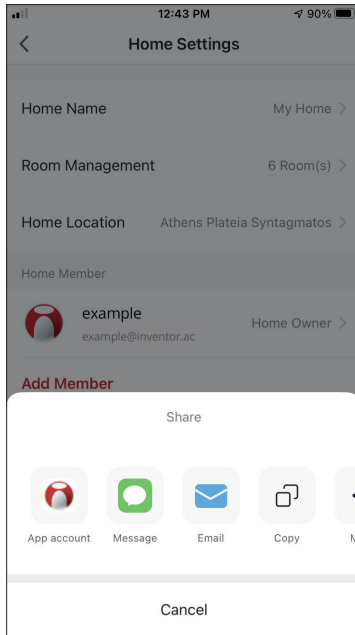 12:43 PM 90%
Home Settings
Home Name My Home
Room Management 6 Room(s)
Home Location Athens Plateia Syntagmatos
Home Member
example
example@inventor.ac
Home Owner
Add Member
Share
App account Message Email Copy
Cancel